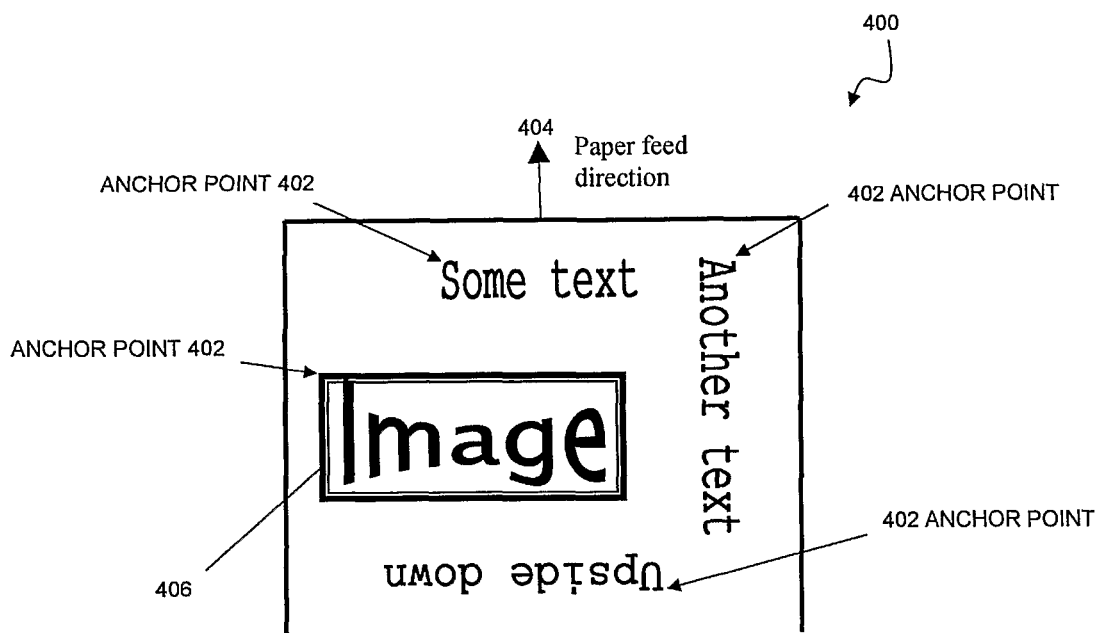 400
404
Paper feed
direction
ANCHOR POINT 402
402 ANCHOR POINT
Some text
Another text
ANCHOR POINT 402
Image
402 ANCHOR POINT
Upside down
406